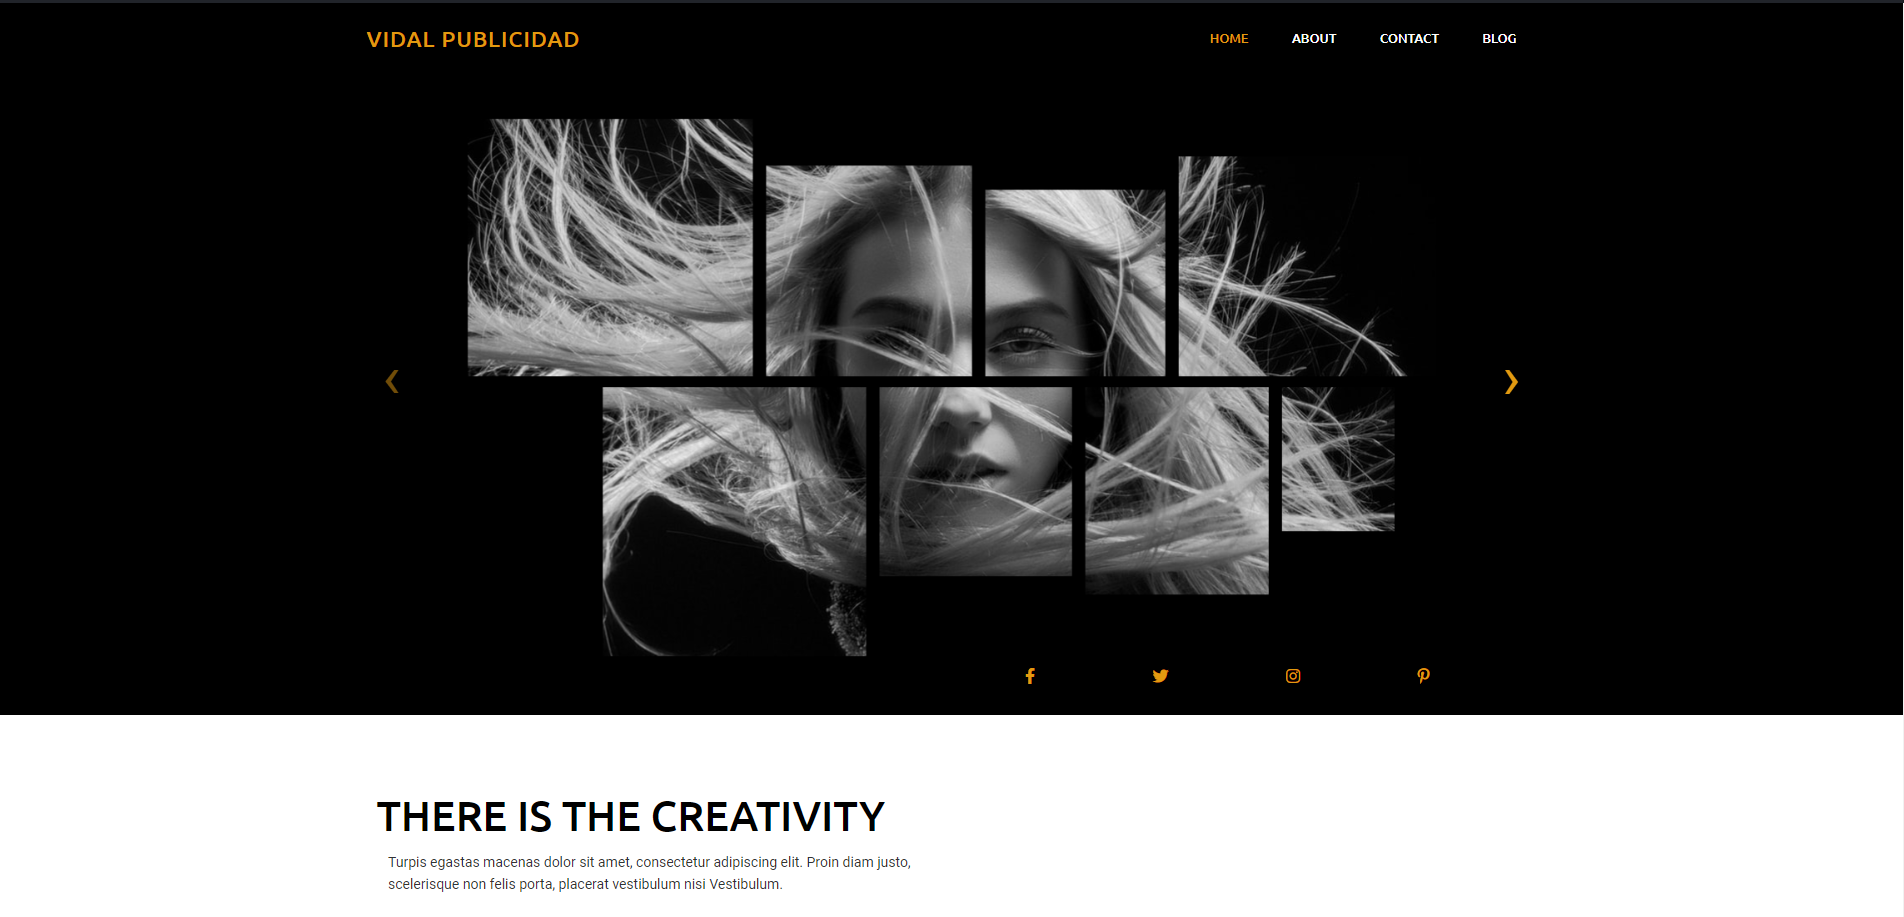 VIDAL PUBLICIDAD
HOME ABOUT CONTACT BLOG
THERE IS THE CREATIVITY
Turpis egastas macenas dolor sit amet, consectetur adipiscing elit. Proin diam justo,
scelerisque non felis porta, placerat vestibulum nisi Vestibulum.